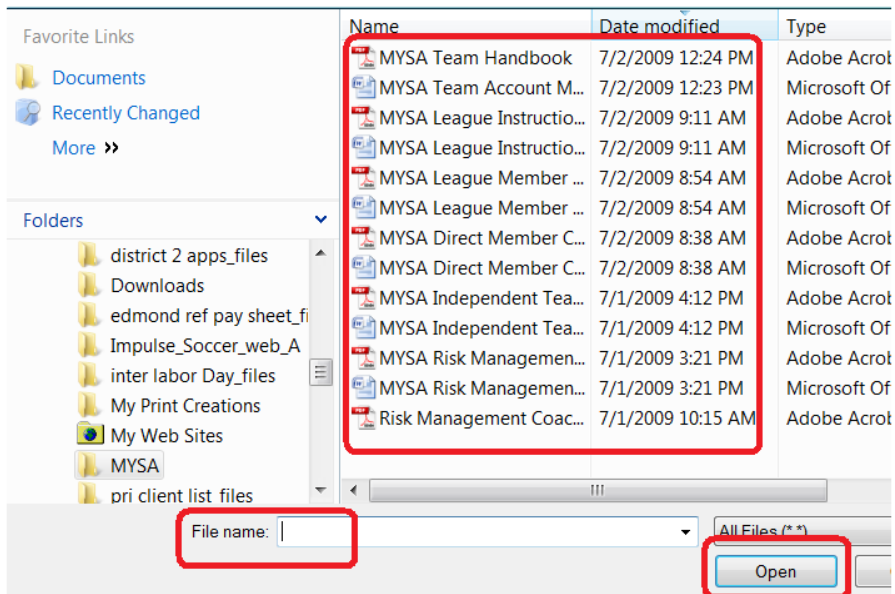 Favorite Links
Documents
Recently Changed
More »
Folders
district 2 apps_files
Downloads
edmond ref pay sheet_fi
Impulse_Soccer_web_A
inter labor Day_files
My Print Creations
My Web Sites
MYSA
pri client list files
Name Date modified Type
MYSA Team Handbook 7/2/2009 12:24 PM Adobe Acrob
MYSA Team Account M... 7/2/2009 12:23 PM Microsoft Of
MYSA League Instructio... 7/2/2009 9:11 AM Adobe Acrob
MYSA League Instructio... 7/2/2009 9:11 AM Microsoft Of
MYSA League Member ... 7/2/2009 8:54 AM Adobe Acrob
MYSA League Member ... 7/2/2009 8:54 AM Microsoft Of
MYSA Direct Member C... 7/2/2009 8:38 AM Adobe Acrob
MYSA Direct Member C... 7/2/2009 8:38 AM Microsoft Of
MYSA Independent Tea... 7/1/2009 4:12 PM Adobe Acrob
MYSA Independent Tea... 7/1/2009 4:12 PM Microsoft Of
MYSA Risk Managemen... 7/1/2009 3:21 PM Adobe Acrob
MYSA Risk Managemen... 7/1/2009 3:21 PM Microsoft Of
Risk Management Coac... 7/1/2009 10:15 AM Adobe Acrob
File name: All Files (*.*)
Open